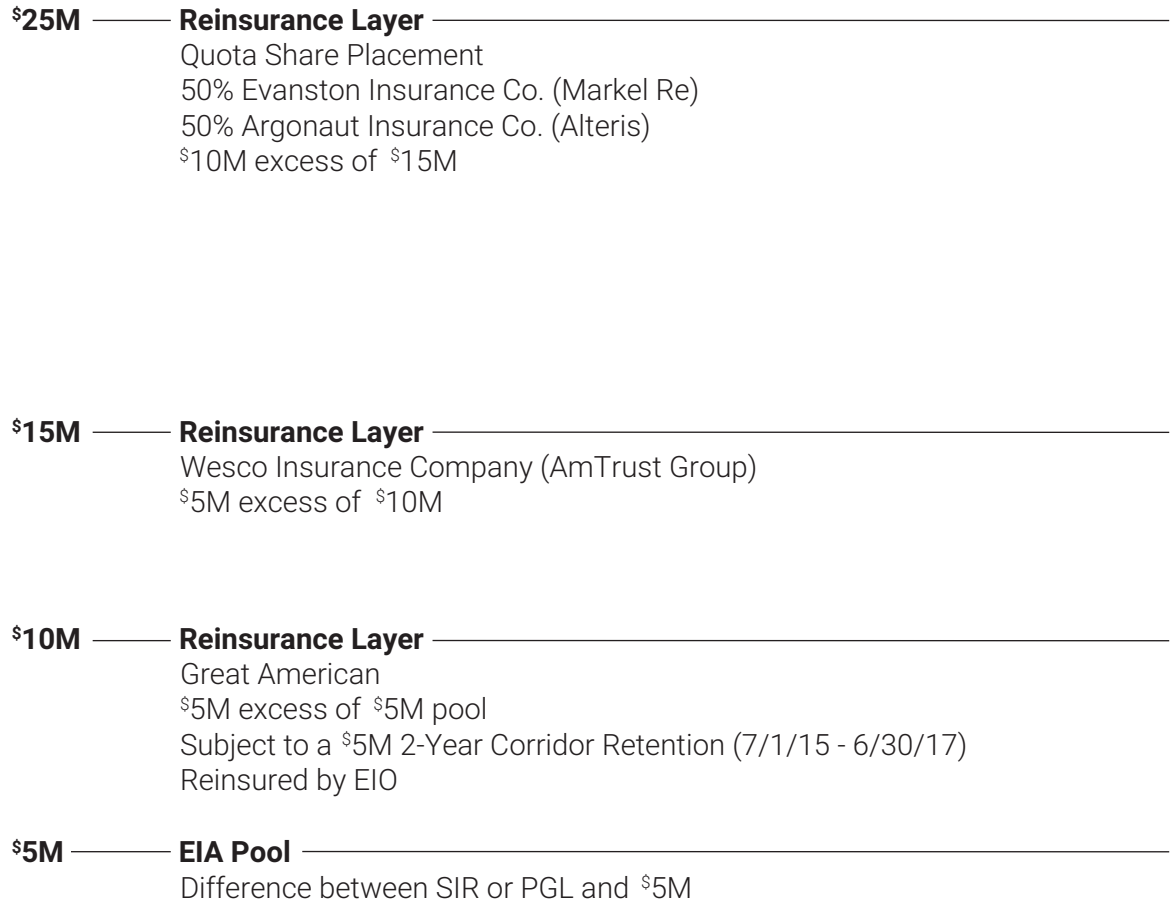 $25M Reinsurance Layer
Quota Share Placement
50% Evanston Insurance Co. (Markel Re)
50% Argonaut Insurance Co. (Alteris)
$10M excess of $15M
$15M Reinsurance Layer
Wesco Insurance Company (AmTrust Group)
$5M excess of $10M
$10M Reinsurance Layer
Great American
$5M excess of $5M pool
Subject to a $5M 2-Year Corridor Retention (7/1/15 - 6/30/17)
Reinsured by EIO
$5M EIA Pool
Difference between SIR or PGL and $5M